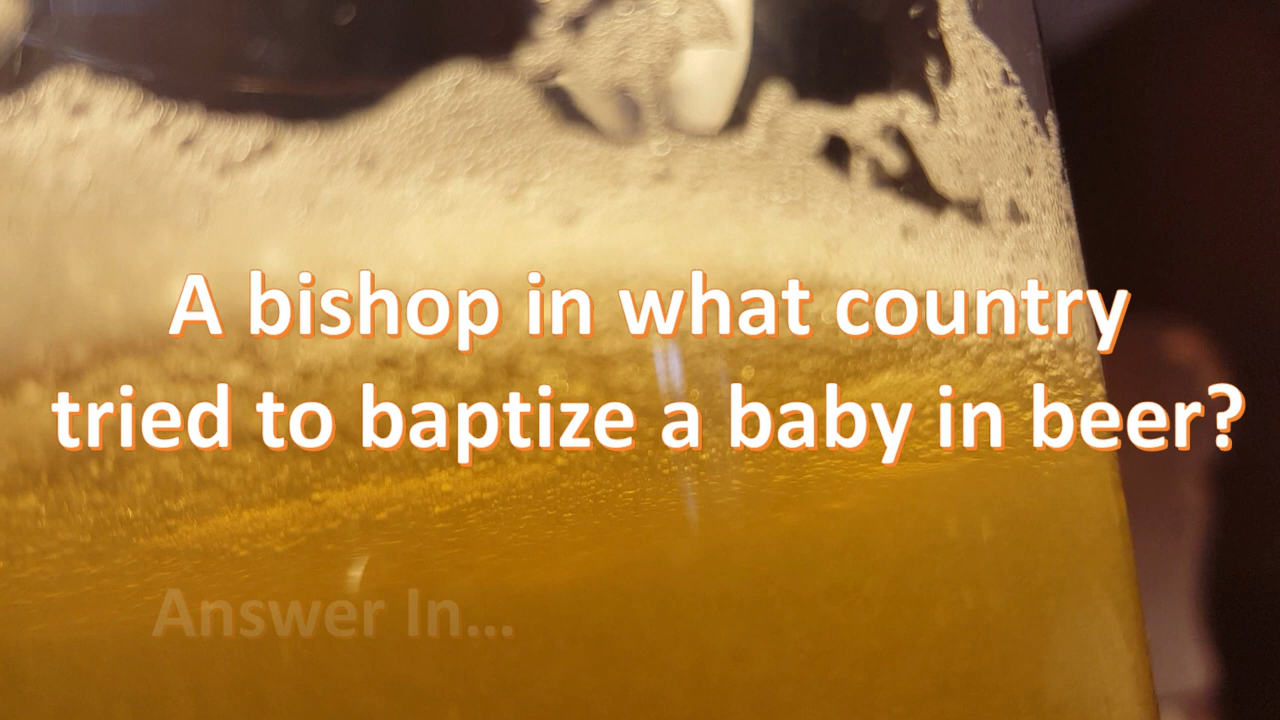 A bishop in what country
tried to baptize a baby in beer?
Answer In...